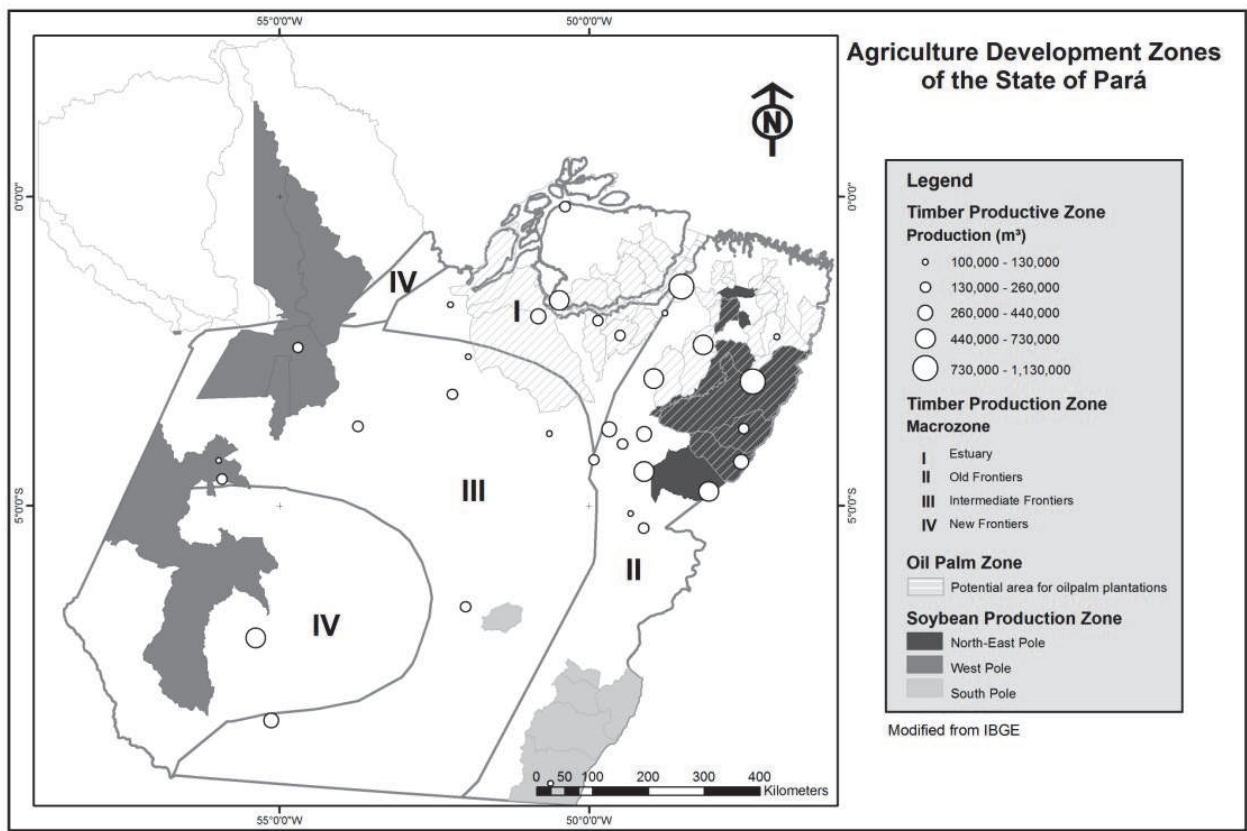 55°0'0"W
50°0'0"W
Agriculture Development Zones
of the State of Pará
N
0°0'0"
0°0'0"
5°0'0"S
5°0'0"S
IV
I
III
II
IV
Legend
Timber Productive Zone
Production (m³)
100,000 - 130,000
130,000 - 260,000
260,000 - 440,000
440,000 - 730,000
730,000 - 1,130,000
Timber Production Zone
Macrozone
I Estuary
II Old Frontiers
III Intermediate Frontiers
IV New Frontiers
Oil Palm Zone
Potential area for oilpalm plantations
Soybean Production Zone
North-East Pole
West Pole
South Pole
Modified from IBGE
0 50 100 200 300 400
Kilometers
55°0'0"W
50°0'0"W